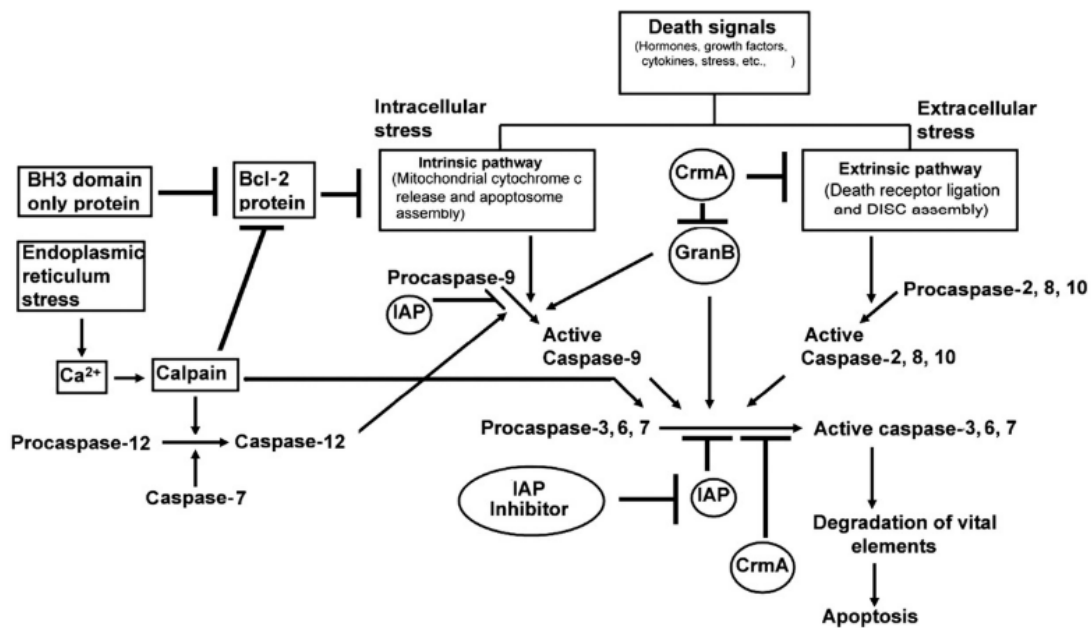 Death signals
(Hormones, growth factors,
cytokines, stress, etc., )
Intracellular
stress
Extracellular
stress
BH3 domain
only protein
Bcl-2
protein
Intrinsic pathway
(Mitochondrial cytochrome c
release and apoptosome
assembly)
CrmA
Extrinsic pathway
(Death receptor ligation
and DISC assembly)
Endoplasmic
reticulum
stress
GranB
Procaspase-9
IAP
Procaspase-2, 8, 10
Active
Caspase-9
Active
Caspase-2, 8, 10
Ca²⁺
Calpain
Procaspase-12
Caspase-12
Procaspase-3, 6, 7
Active caspase-3, 6, 7
Caspase-7
IAP
Inhibitor
IAP
Degradation of vital
elements
CrmA
Apoptosis